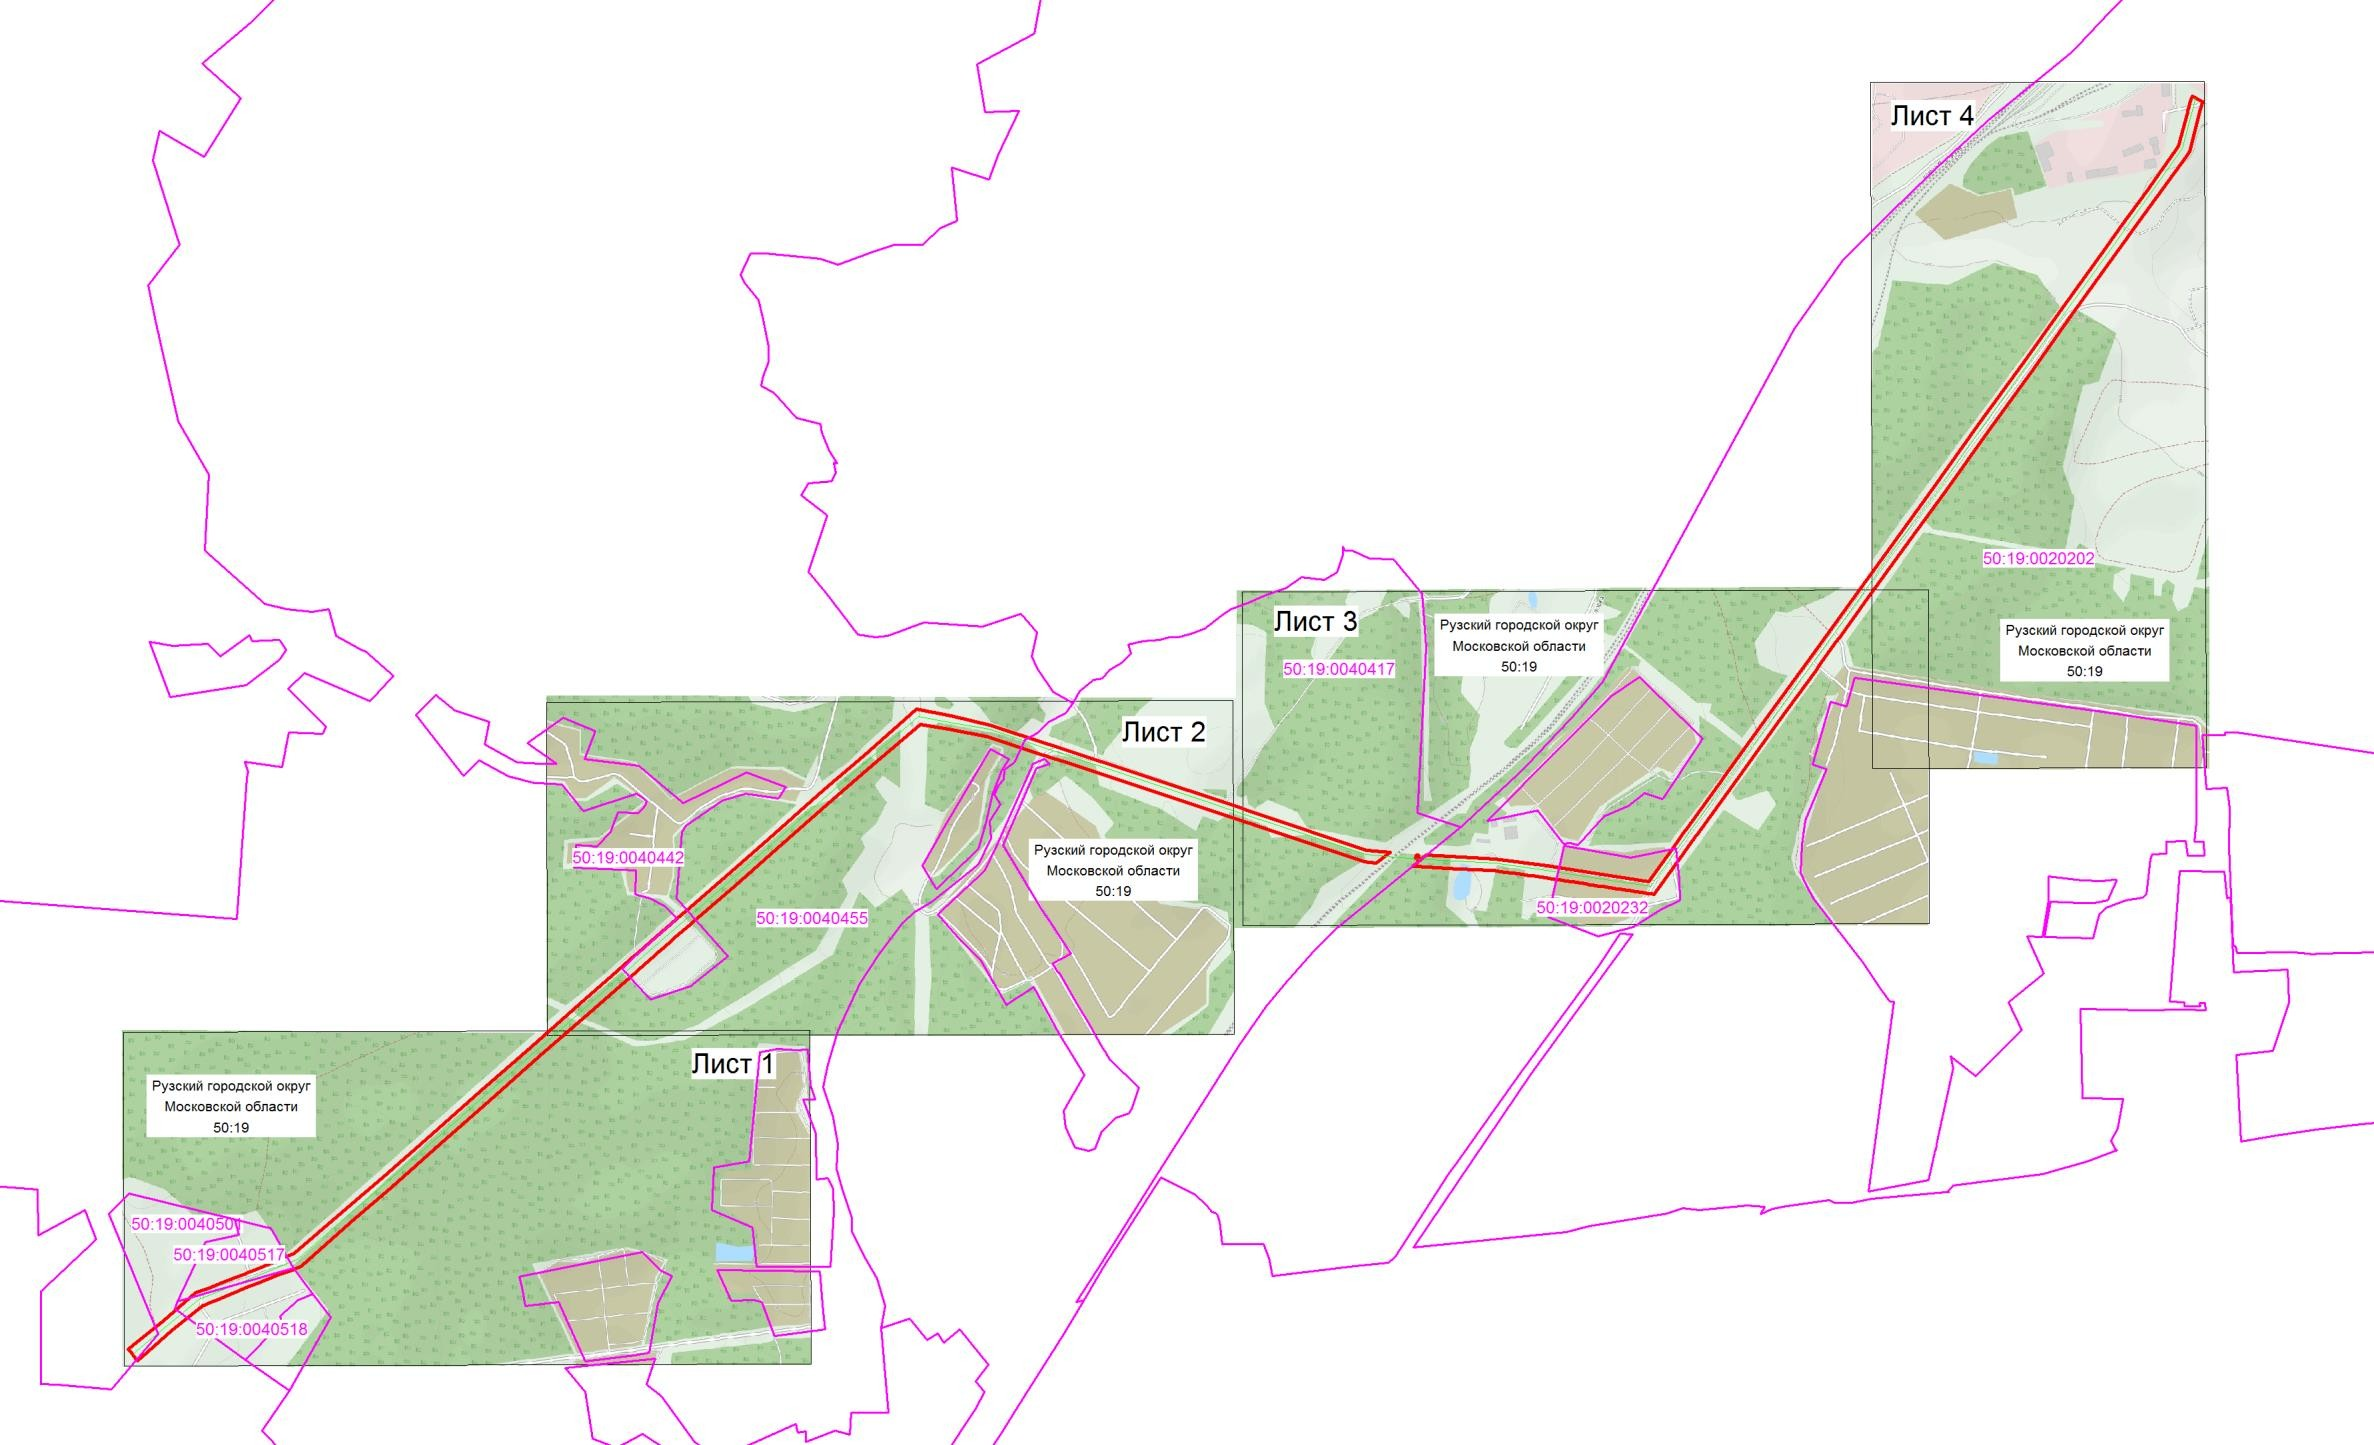 Лист 4
50:19:0020202
Рузский городской округ
Московской области
50:19
Лист 3
50:19:0040417
Рузский городской округ
Московской области
50:19
50:19:0020232
Лист 2
50:19:0040442
50:19:0040455
Рузский городской округ
Московской области
50:19
Лист 1
Рузский городской округ
Московской области
50:19
50:19:0040501
50:19:0040517
50:19:0040518